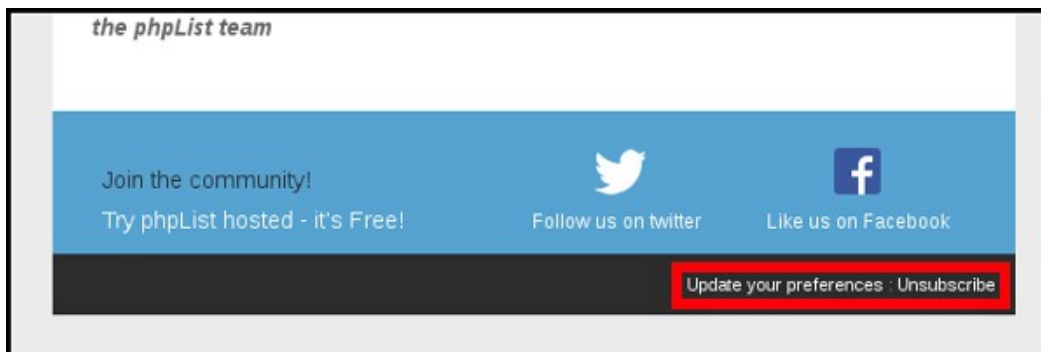 the phpList team
Join the community!
Try phpList hosted - it's Free!
Follow us on twitter
Like us on Facebook
Update your preferences : Unsubscribe